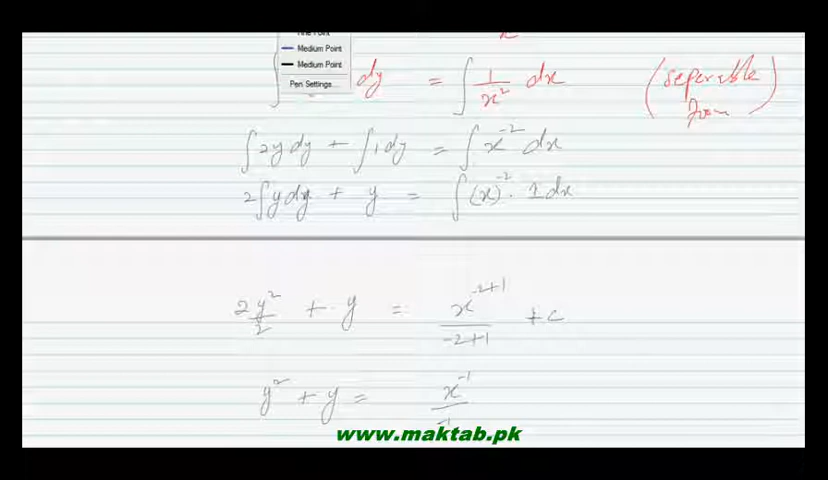 Medium Point
Medium Point
Pen Settings...
dy = ∫ 1/x² dx (separable form)
∫2y dy + ∫1dy = ∫ x⁻² dx
2∫y dy + y = ∫(x)⁻² · 1 dx
2y²/2 + y = x⁻²⁺¹/-2+1 + c
y² + y = x⁻¹/-1
www.maktab.pk